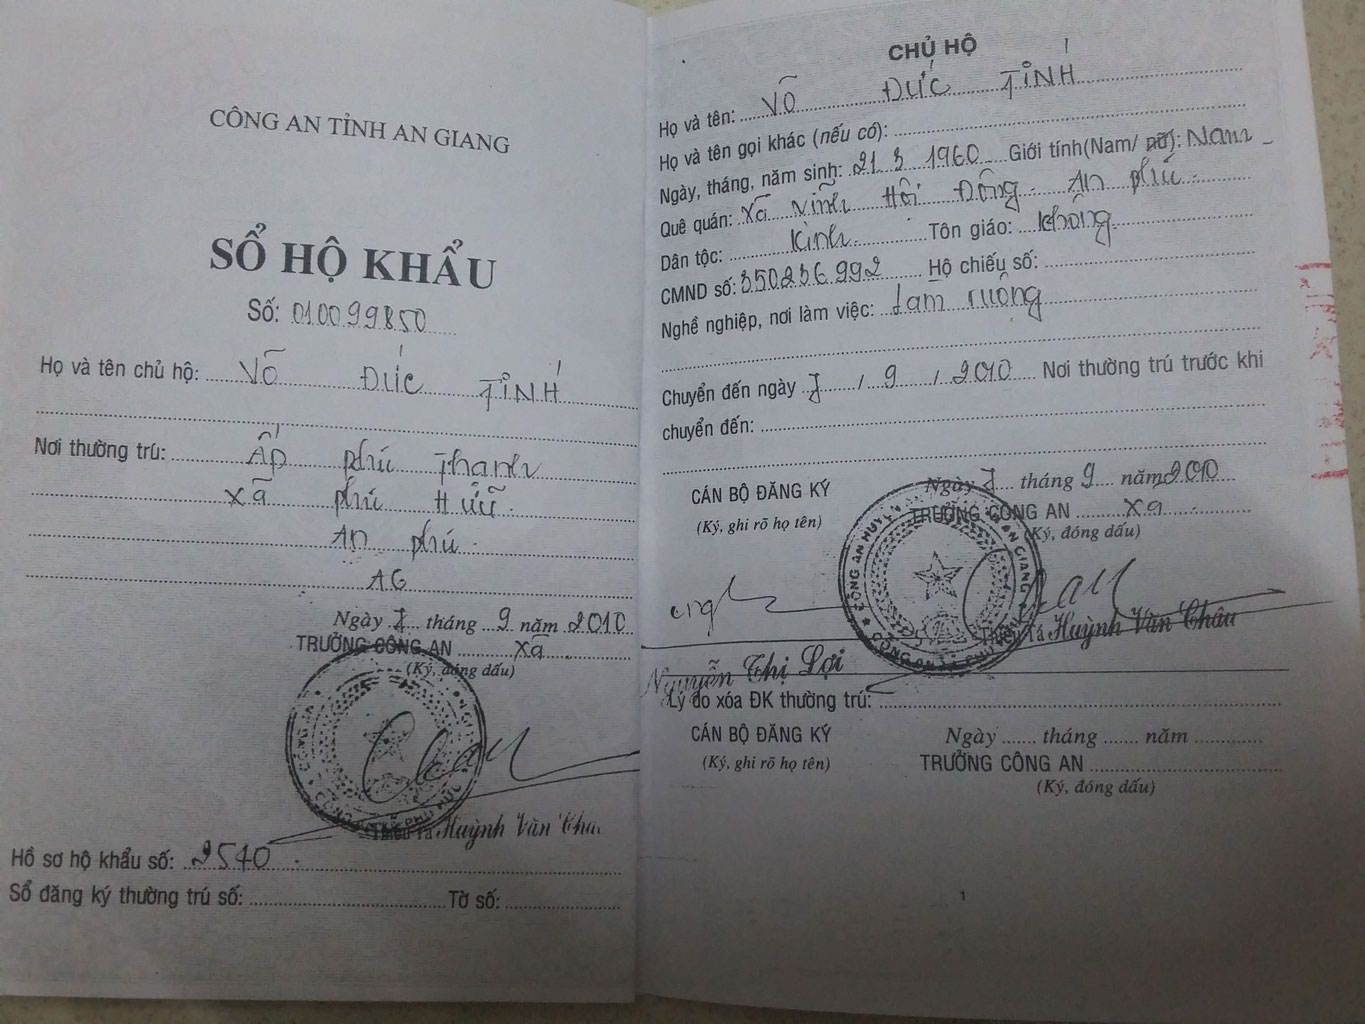 CÔNG AN TỈNH AN GIANG
SỔ HỘ KHẨU
Số: 010099850
Họ và tên chủ hộ: VÕ ĐỨC TỈNH
Nơi thường trú: Ấp phú Thạnh
xã phú Hữu
An phú
AG
Ngày 7 tháng 9 năm 2010
TRƯỞNG CÔNG AN xã
(Ký, đóng dấu)
Thiếu Tá Huỳnh Văn Châu
Hồ sơ hộ khẩu số: 2540
Sổ đăng ký thường trú số: Tờ số:
CHỦ HỘ
Họ và tên: VÕ ĐỨC TỈNH
Họ và tên gọi khác (nếu có):
Ngày, tháng, năm sinh: 21 3 1960 Giới tính(Nam/ nữ): Nam
Quê quán: Xã Vĩnh Hội Đông. An phú.
Dân tộc: Kinh Tôn giáo: không
CMND số: 350236992 Hộ chiếu số:
Nghề nghiệp, nơi làm việc: Làm ruộng
Chuyển đến ngày 7 / 9 / 2010 Nơi thường trú trước khi
chuyển đến:
Ngày 7 tháng 9 năm 2010
CÁN BỘ ĐĂNG KÝ TRƯỞNG CÔNG AN xã
(Ký, ghi rõ họ tên) (Ký, đóng dấu)
CÔNG AN HUYỆN AN GIANG
Thiếu Tá Huỳnh Văn Châu
Nguyễn Thị Lợi
Lý do xóa ĐK thường trú:
CÁN BỘ ĐĂNG KÝ Ngày ....... tháng ....... năm .............
(Ký, ghi rõ họ tên) TRƯỞNG CÔNG AN
(Ký, đóng dấu)
1